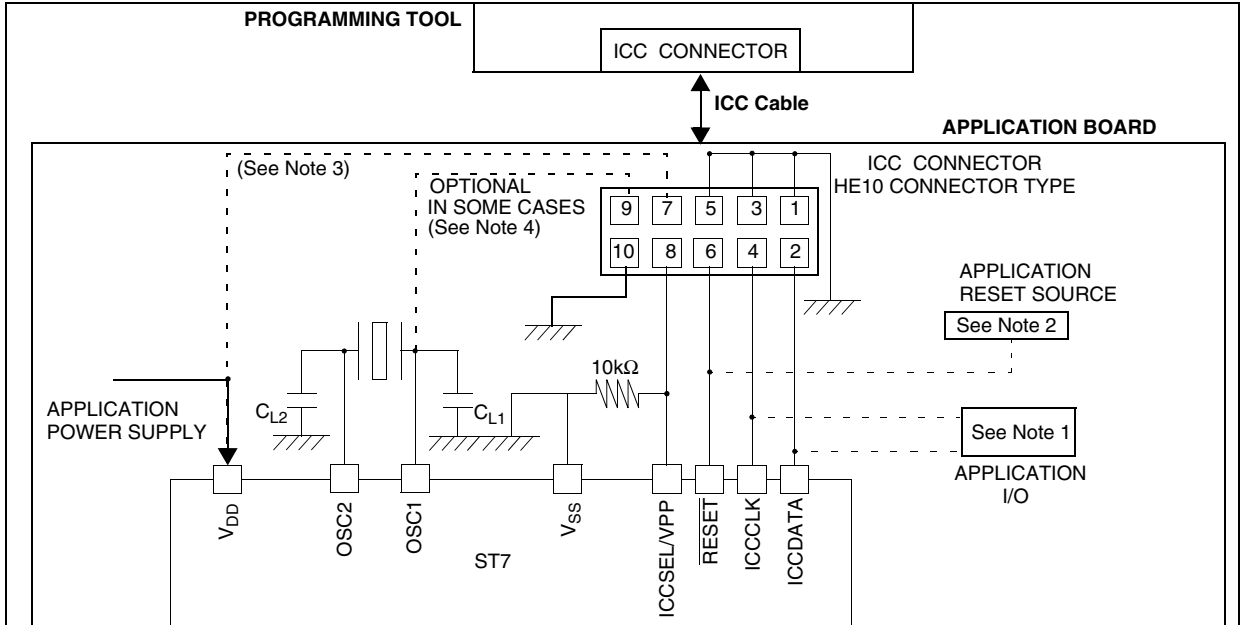 PROGRAMMING TOOL
ICC CONNECTOR
ICC Cable
APPLICATION BOARD
(See Note 3)
OPTIONAL
IN SOME CASES
(See Note 4)
ICC CONNECTOR
HE10 CONNECTOR TYPE
9 7 5 3 1
10 8 6 4 2
APPLICATION
RESET SOURCE
See Note 2
10kΩ
APPLICATION
POWER SUPPLY
CL2
CL1
See Note 1
APPLICATION
I/O
VDD
OSC2
OSC1
VSS
ICCSEL/VPP
RESET
ICCCLK
ICCDATA
ST7